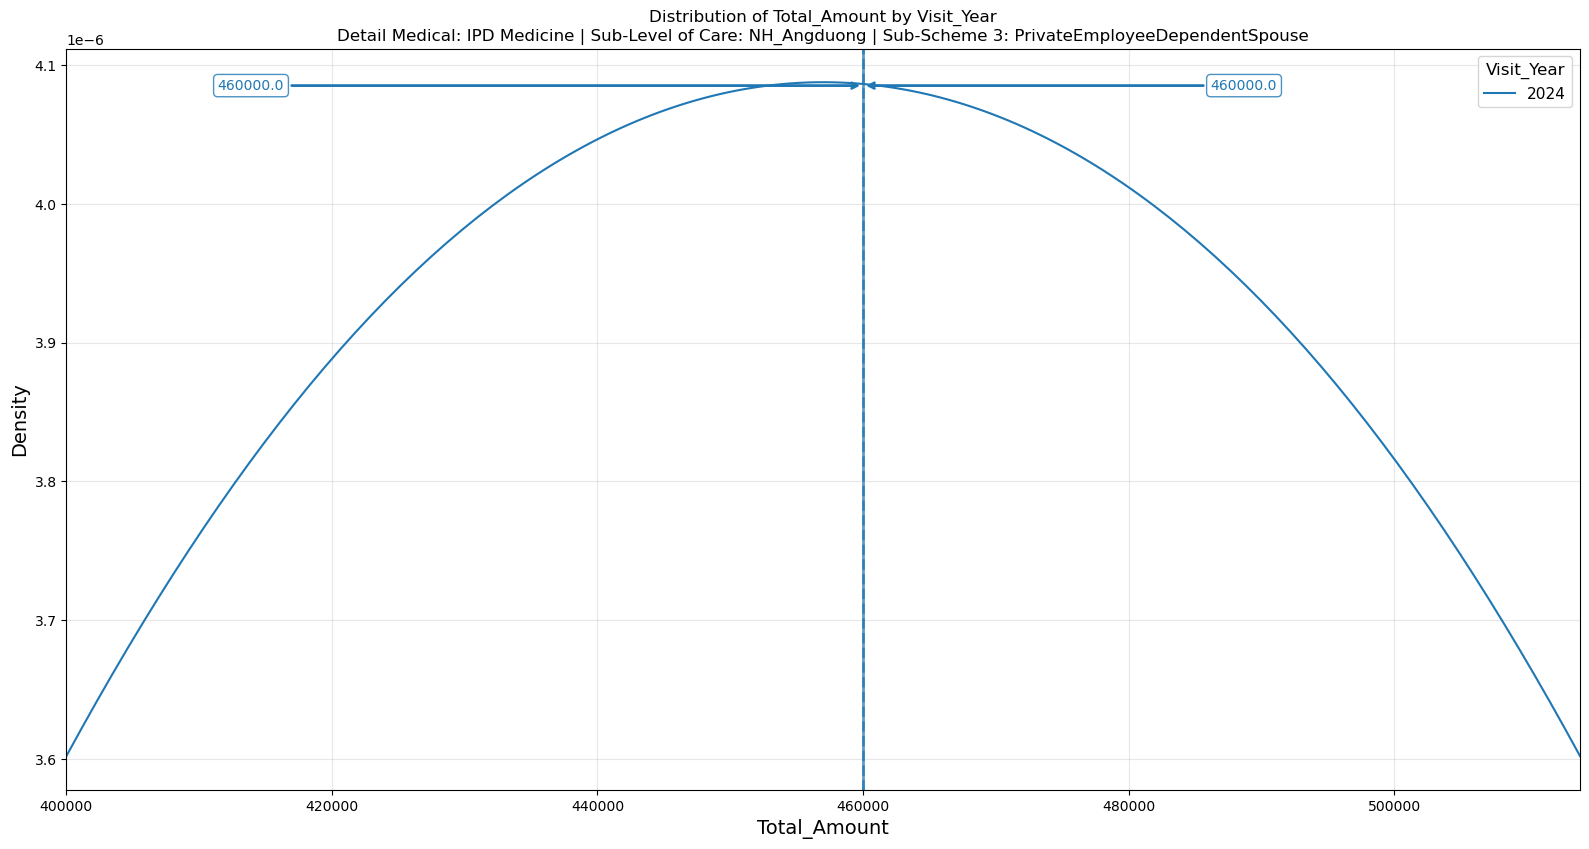 Distribution of Total_Amount by Visit_Year
Detail Medical: IPD Medicine | Sub-Level of Care: NH_Angduong | Sub-Scheme 3: PrivateEmployeeDependentSpouse
1e−6
4.1
4.0
3.9
3.8
3.7
3.6
Density
460000.0
460000.0
Visit_Year
2024
400000
420000
440000
460000
480000
500000
Total_Amount